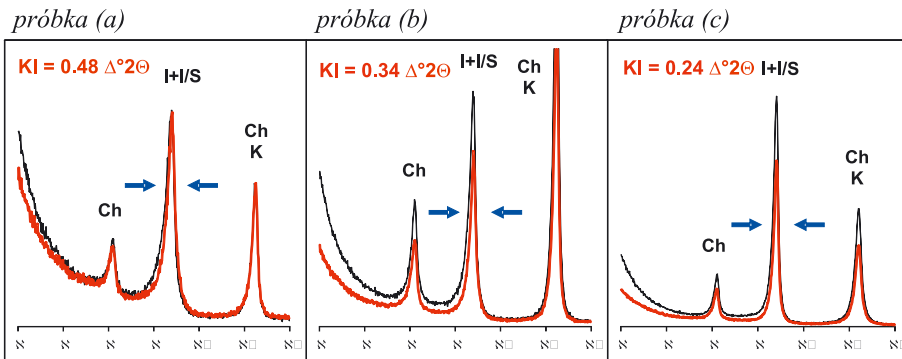 próbka (a)
KI = 0.48 Δ°2Θ
I+I/S
Ch
K
Ch
próbka (b)
I+I/S
KI = 0.34 Δ°2Θ
Ch
K
Ch
próbka (c)
KI = 0.24 Δ°2Θ I+I/S
Ch
K
Ch